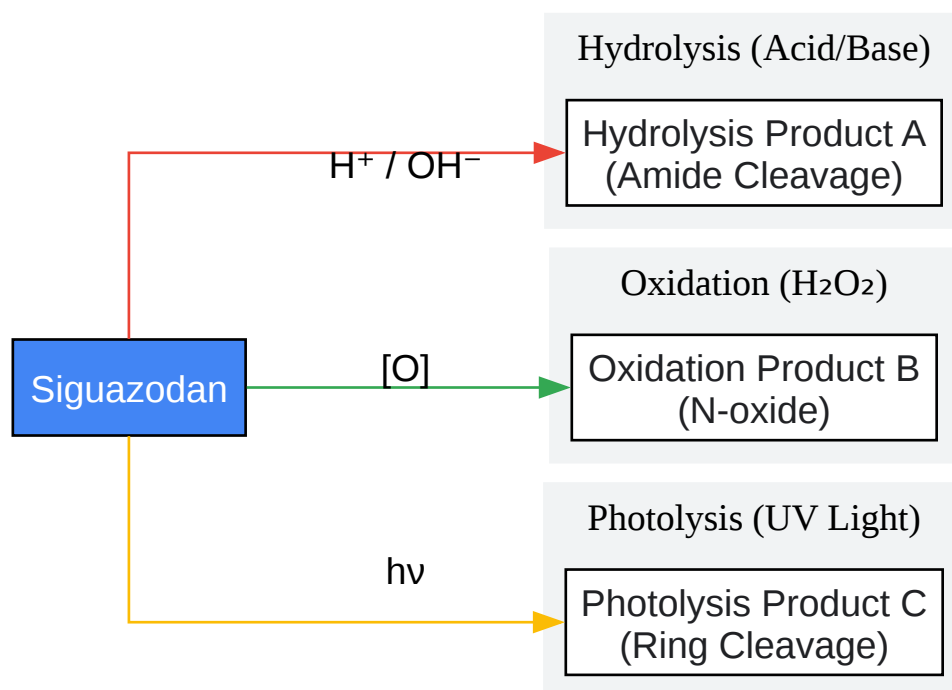 Hydrolysis (Acid/Base)
Hydrolysis Product A
(Amide Cleavage)
H⁺ / OH⁻
Oxidation (H₂O₂)
[O]
Oxidation Product B
(N-oxide)
Siguazodan
Photolysis (UV Light)
hν
Photolysis Product C
(Ring Cleavage)